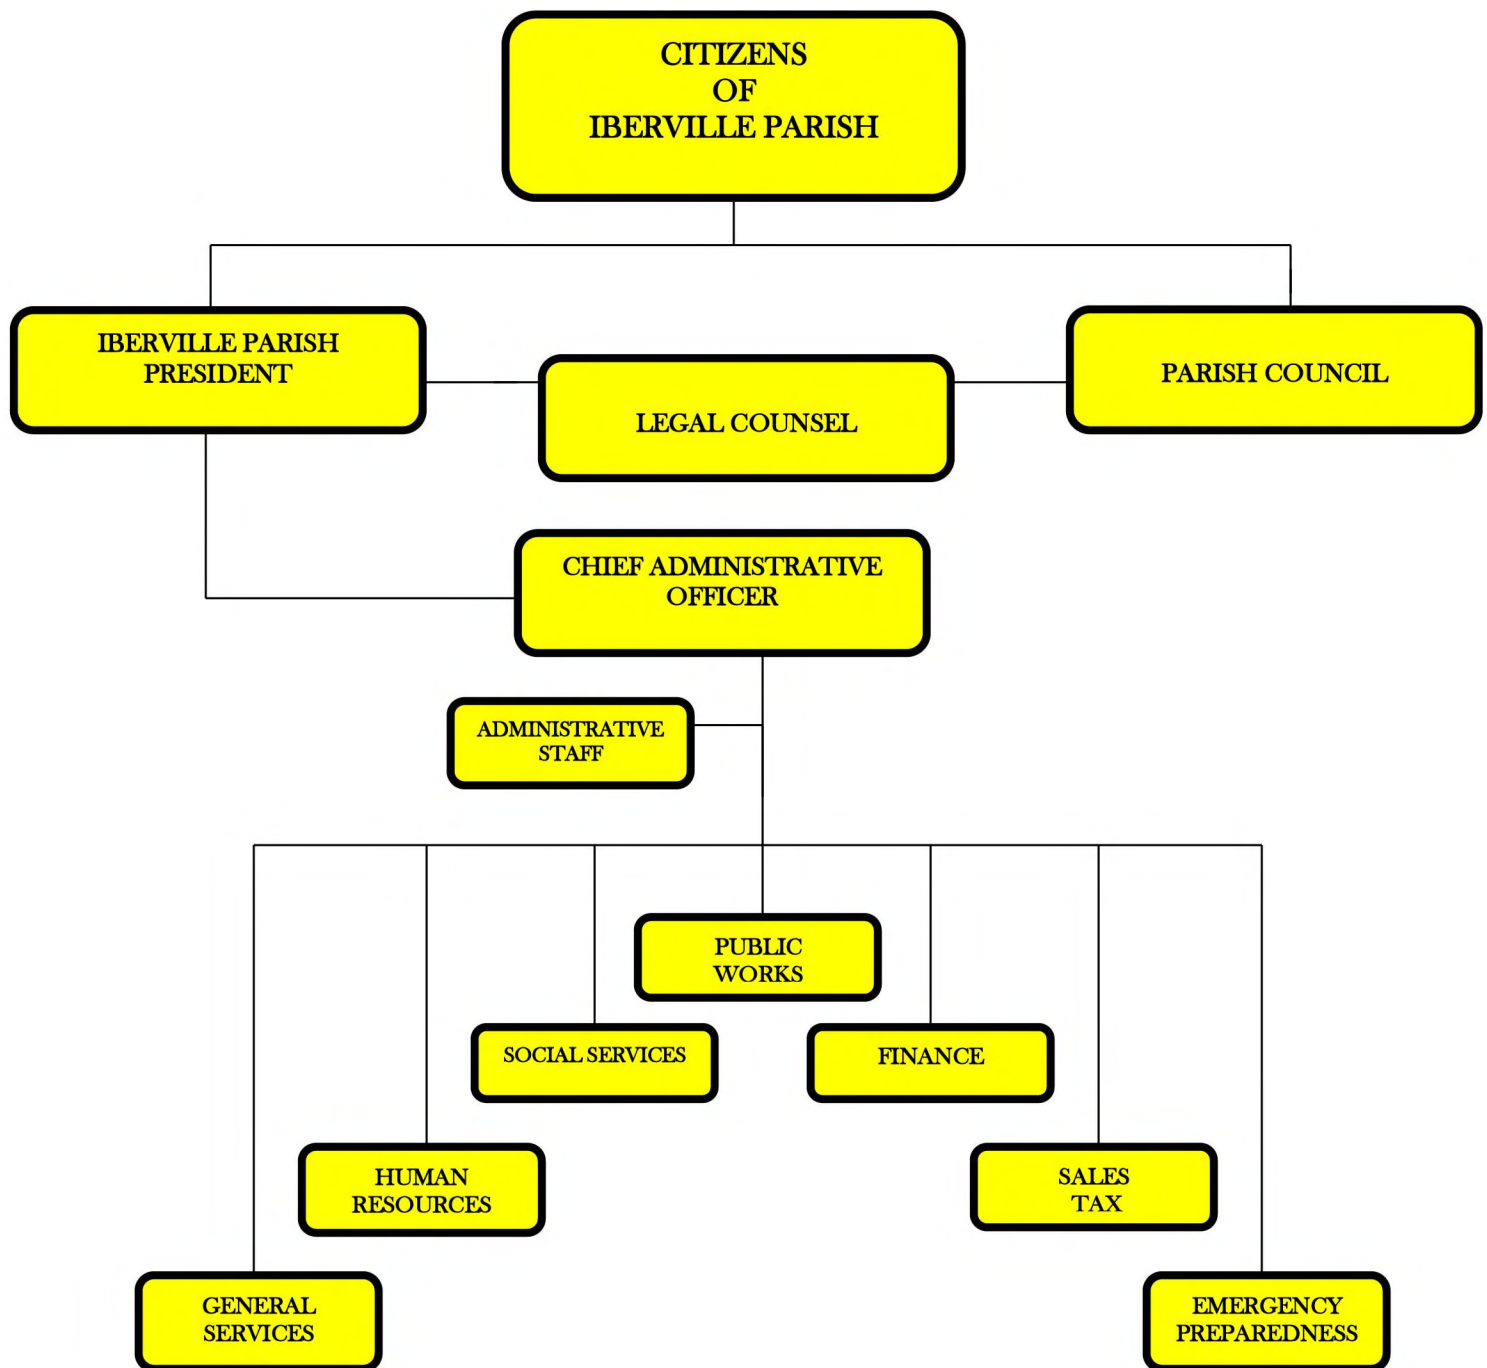 CITIZENS
OF
IBERVILLE PARISH
IBERVILLE PARISH
PRESIDENT
PARISH COUNCIL
LEGAL COUNSEL
CHIEF ADMINISTRATIVE
OFFICER
ADMINISTRATIVE
STAFF
PUBLIC
WORKS
SOCIAL SERVICES
FINANCE
HUMAN
RESOURCES
SALES
TAX
GENERAL
SERVICES
EMERGENCY
PREPAREDNESS